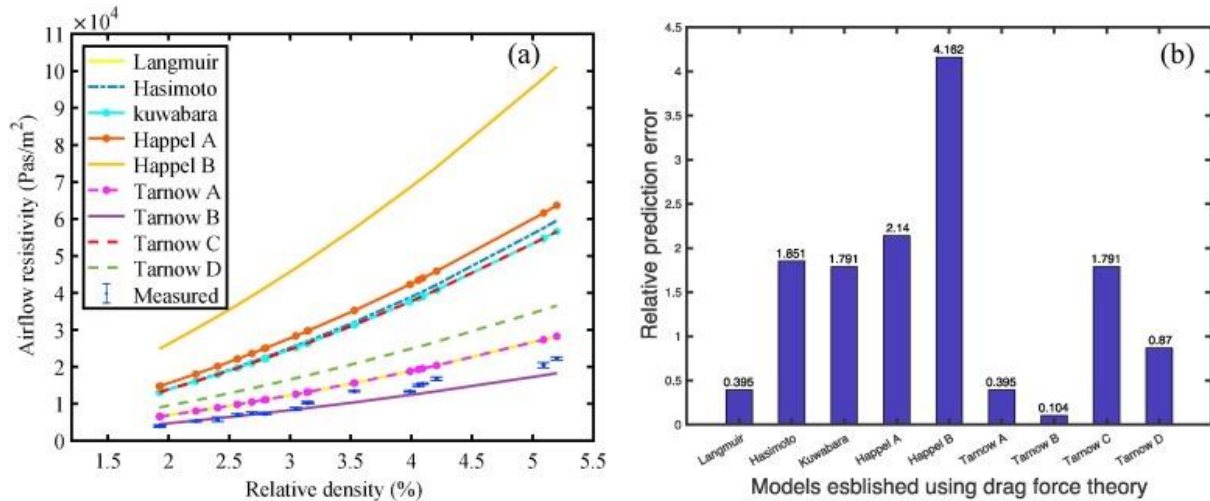 ×10⁴
(a)
11
10
9
8
7
6
5
4
3
2
1
0
Airflow resistivity (Pas/m²)
Langmuir
Hasimoto
kuwabara
Happel A
Happel B
Tarnow A
Tarnow B
Tarnow C
Tarnow D
Measured
1.5 2 2.5 3 3.5 4 4.5 5 5.5
Relative density (%)
(b)
4.5
4
3.5
3
2.5
2
1.5
1
0.5
0
Relative prediction error
0.395
1.851
1.791
2.14
4.162
0.395
0.104
1.791
0.87
Langmuir
Hasimoto
Kuwabara
Happel A
Happel B
Tarnow A
Tarnow B
Tarnow C
Tarnow D
Models esblished using drag force theory